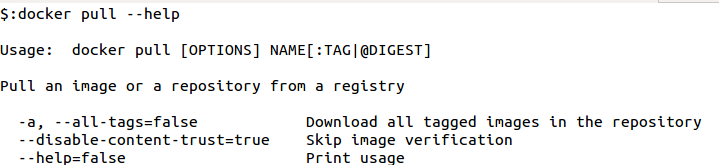 $:docker pull --help
Usage:  docker pull [OPTIONS] NAME[:TAG|@DIGEST]
Pull an image or a repository from a registry
-a, --all-tags=false            Download all tagged images in the repository
--disable-content-trust=true    Skip image verification
--help=false                    Print usage